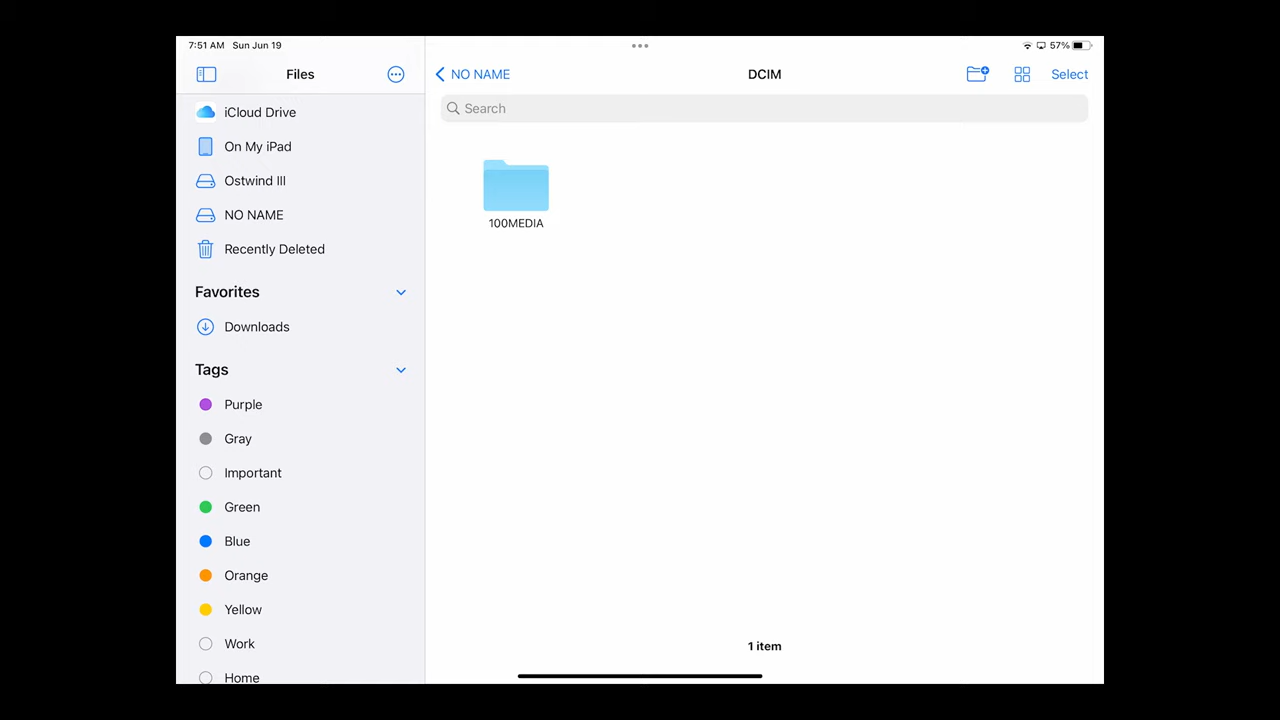 7:51 AM Sun Jun 19
57%
Files
iCloud Drive
On My iPad
Ostwind III
NO NAME
Recently Deleted
Favorites
Downloads
Tags
Purple
Gray
Important
Green
Blue
Orange
Yellow
Work
Home
NO NAME
DCIM
Select
Search
100MEDIA
1 item